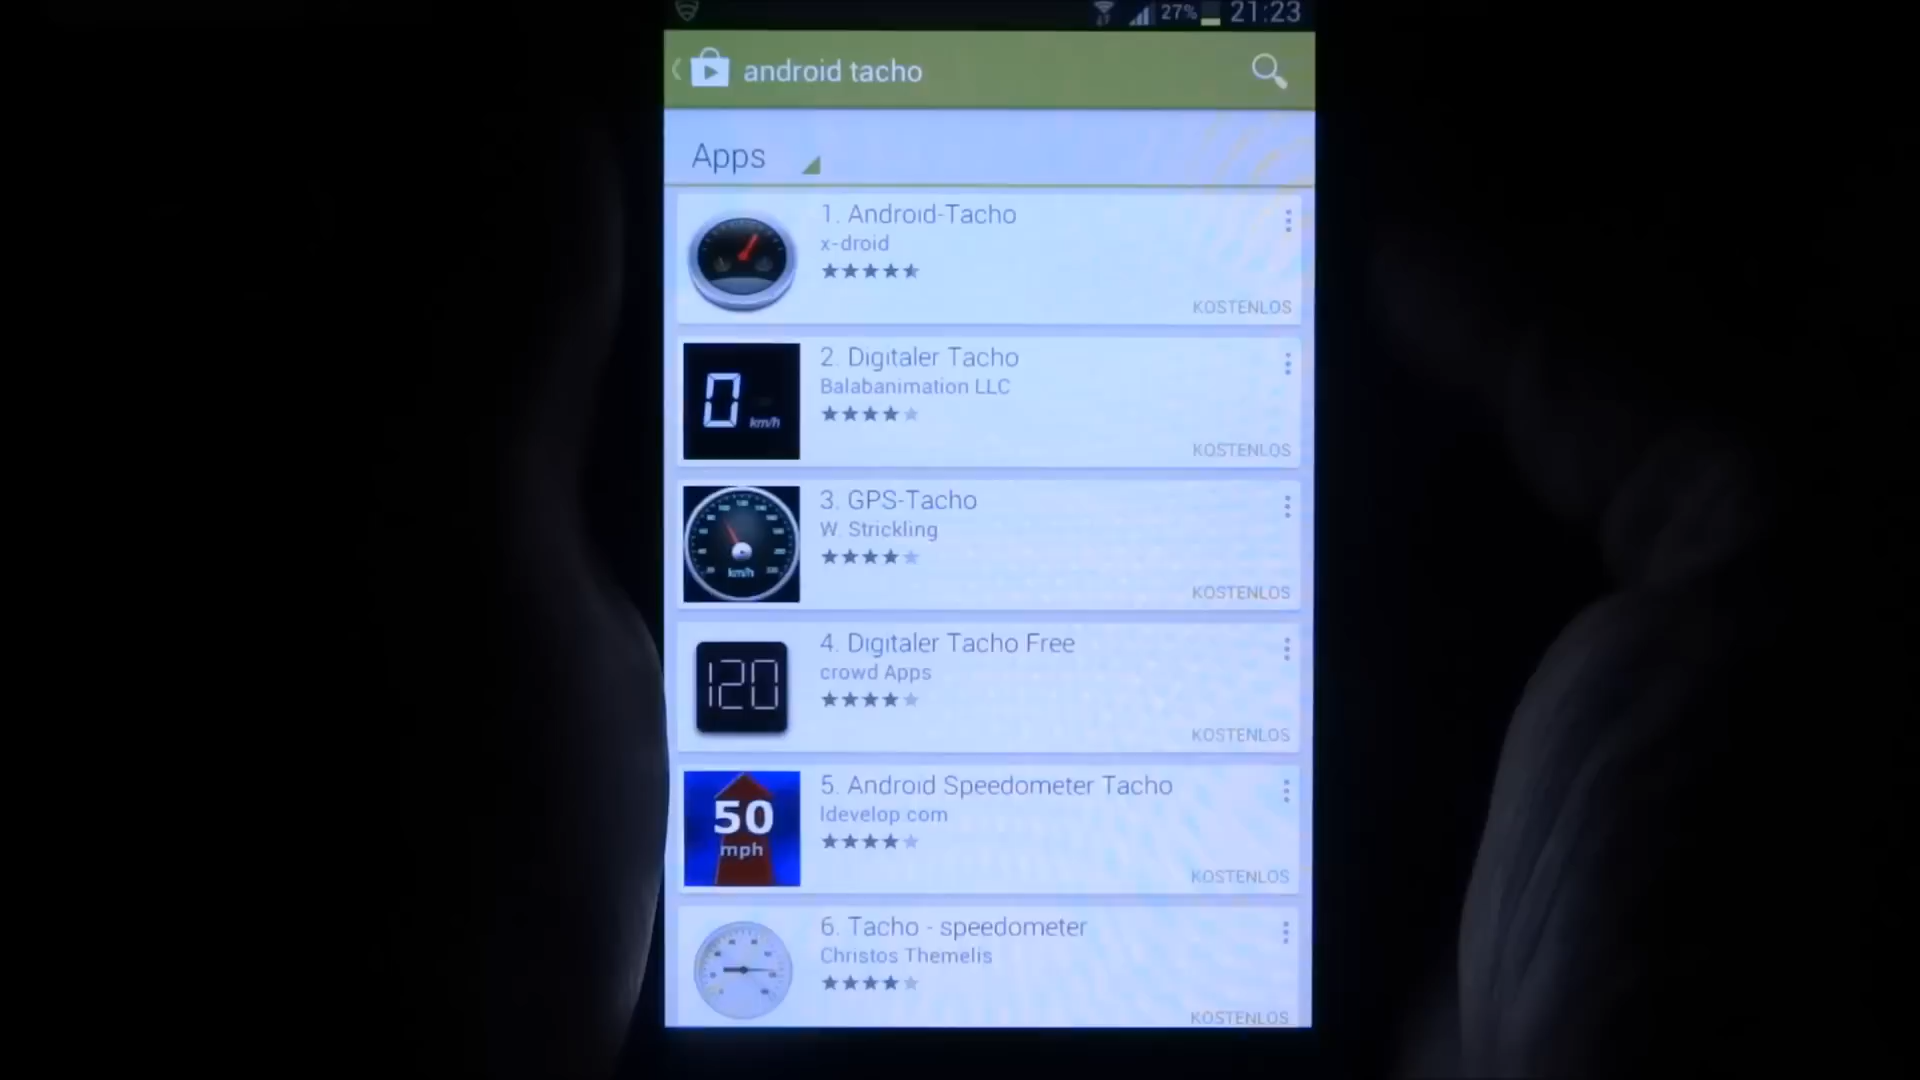 27% 21:23
android tacho
Apps
1. Android-Tacho
x-droid
KOSTENLOS
2. Digitaler Tacho
Balabanimation LLC
KOSTENLOS
0 km/h
3. GPS-Tacho
W. Strickling
KOSTENLOS
km/h
4. Digitaler Tacho Free
crowd Apps
KOSTENLOS
120
5. Android Speedometer Tacho
KOSTENLOS
50
mph
6. Tacho - speedometer
Christos Themelis
KOSTENLOS